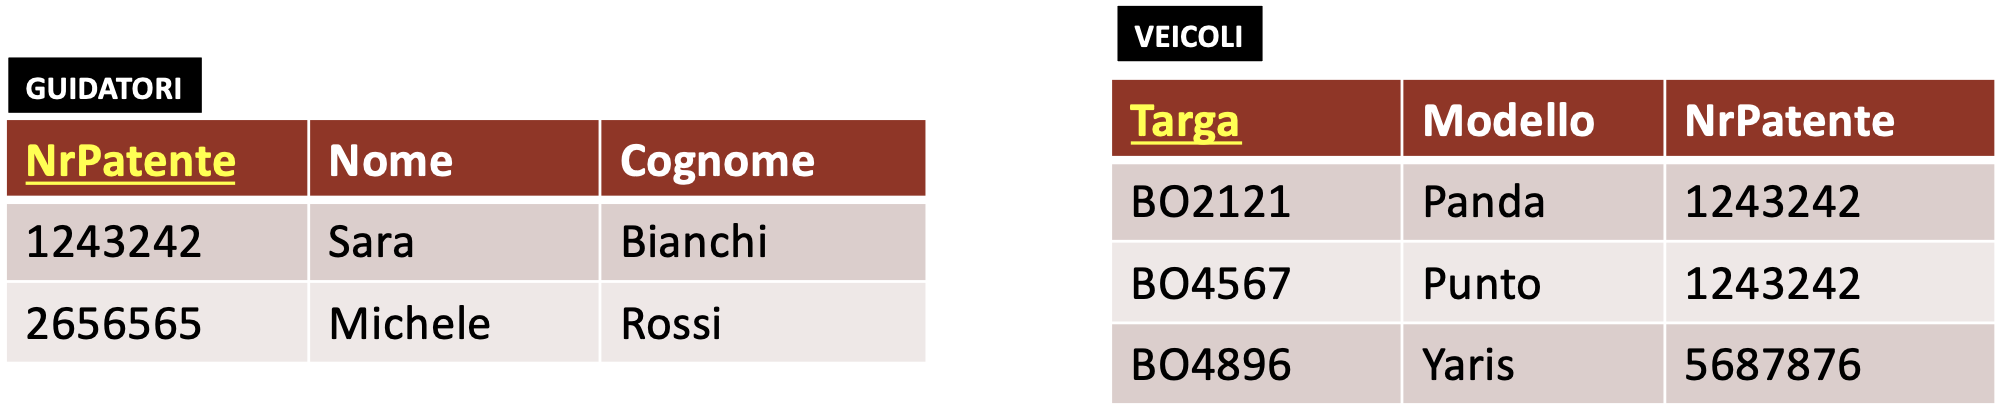 GUIDATORI
NrPatente Nome Cognome
1243242 Sara Bianchi
2656565 Michele Rossi
VEICOLI
Targa Modello NrPatente
BO2121 Panda 1243242
BO4567 Punto 1243242
BO4896 Yaris 5687876